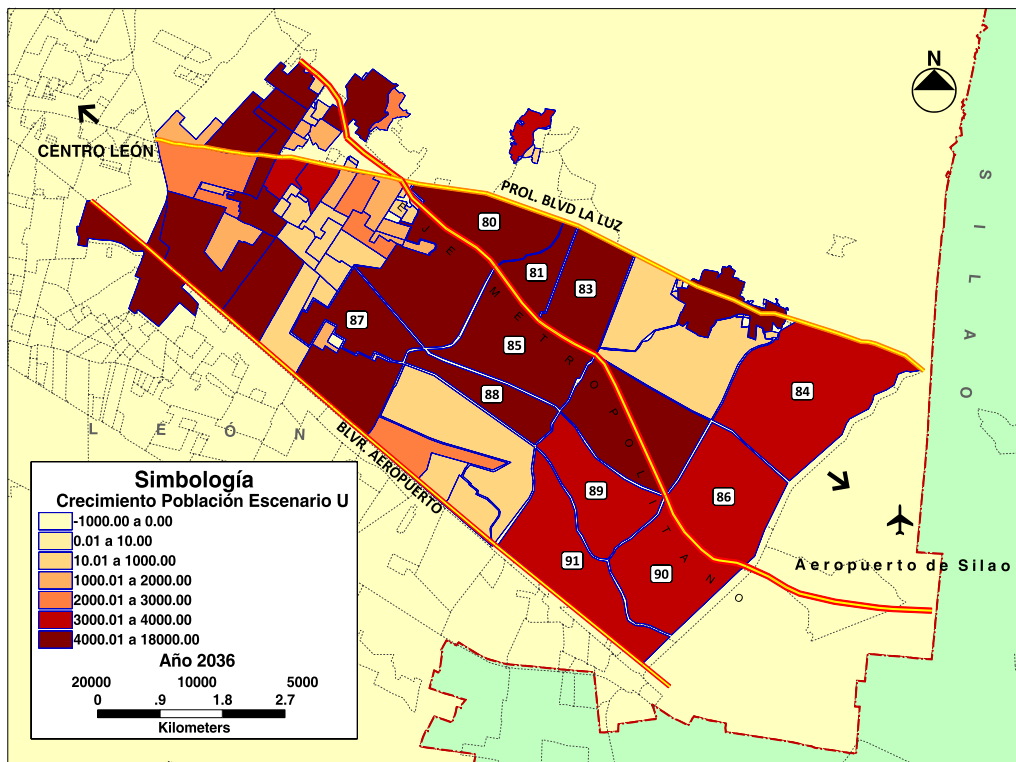 N
CENTRO LEÓN
PROL. BLVD LA LUZ
SILAO
80
81
83
87
85
88
84
89
86
91
90
EJE METROPOLITANO
LEÓN
BLVR. AEROPUERTO
Aeropuerto de Silao
Simbología
Crecimiento Población Escenario U
-1000.00 a 0.00
0.01 a 10.00
10.01 a 1000.00
1000.01 a 2000.00
2000.01 a 3000.00
3000.01 a 4000.00
4000.01 a 18000.00
Año 2036
20000 10000 5000
0 .9 1.8 2.7
Kilometers